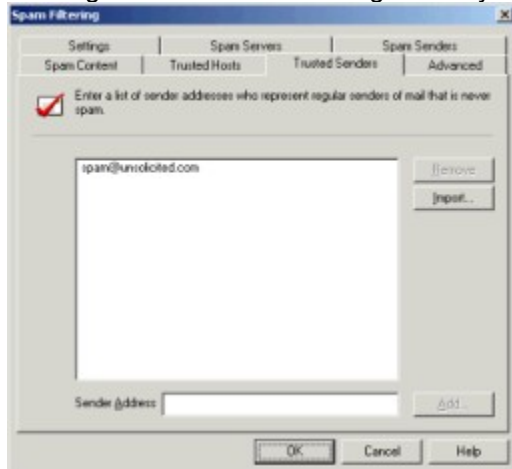 Spam Filtering
Settings Spam Servers Spam Senders
Spam Content Trusted Hosts Trusted Senders Advanced
Enter a list of sender addresses who represent regular senders of mail that is never
spam.
spam@unsolicited.com
Remove
Import...
Sender Address
Add...
OK Cancel Help